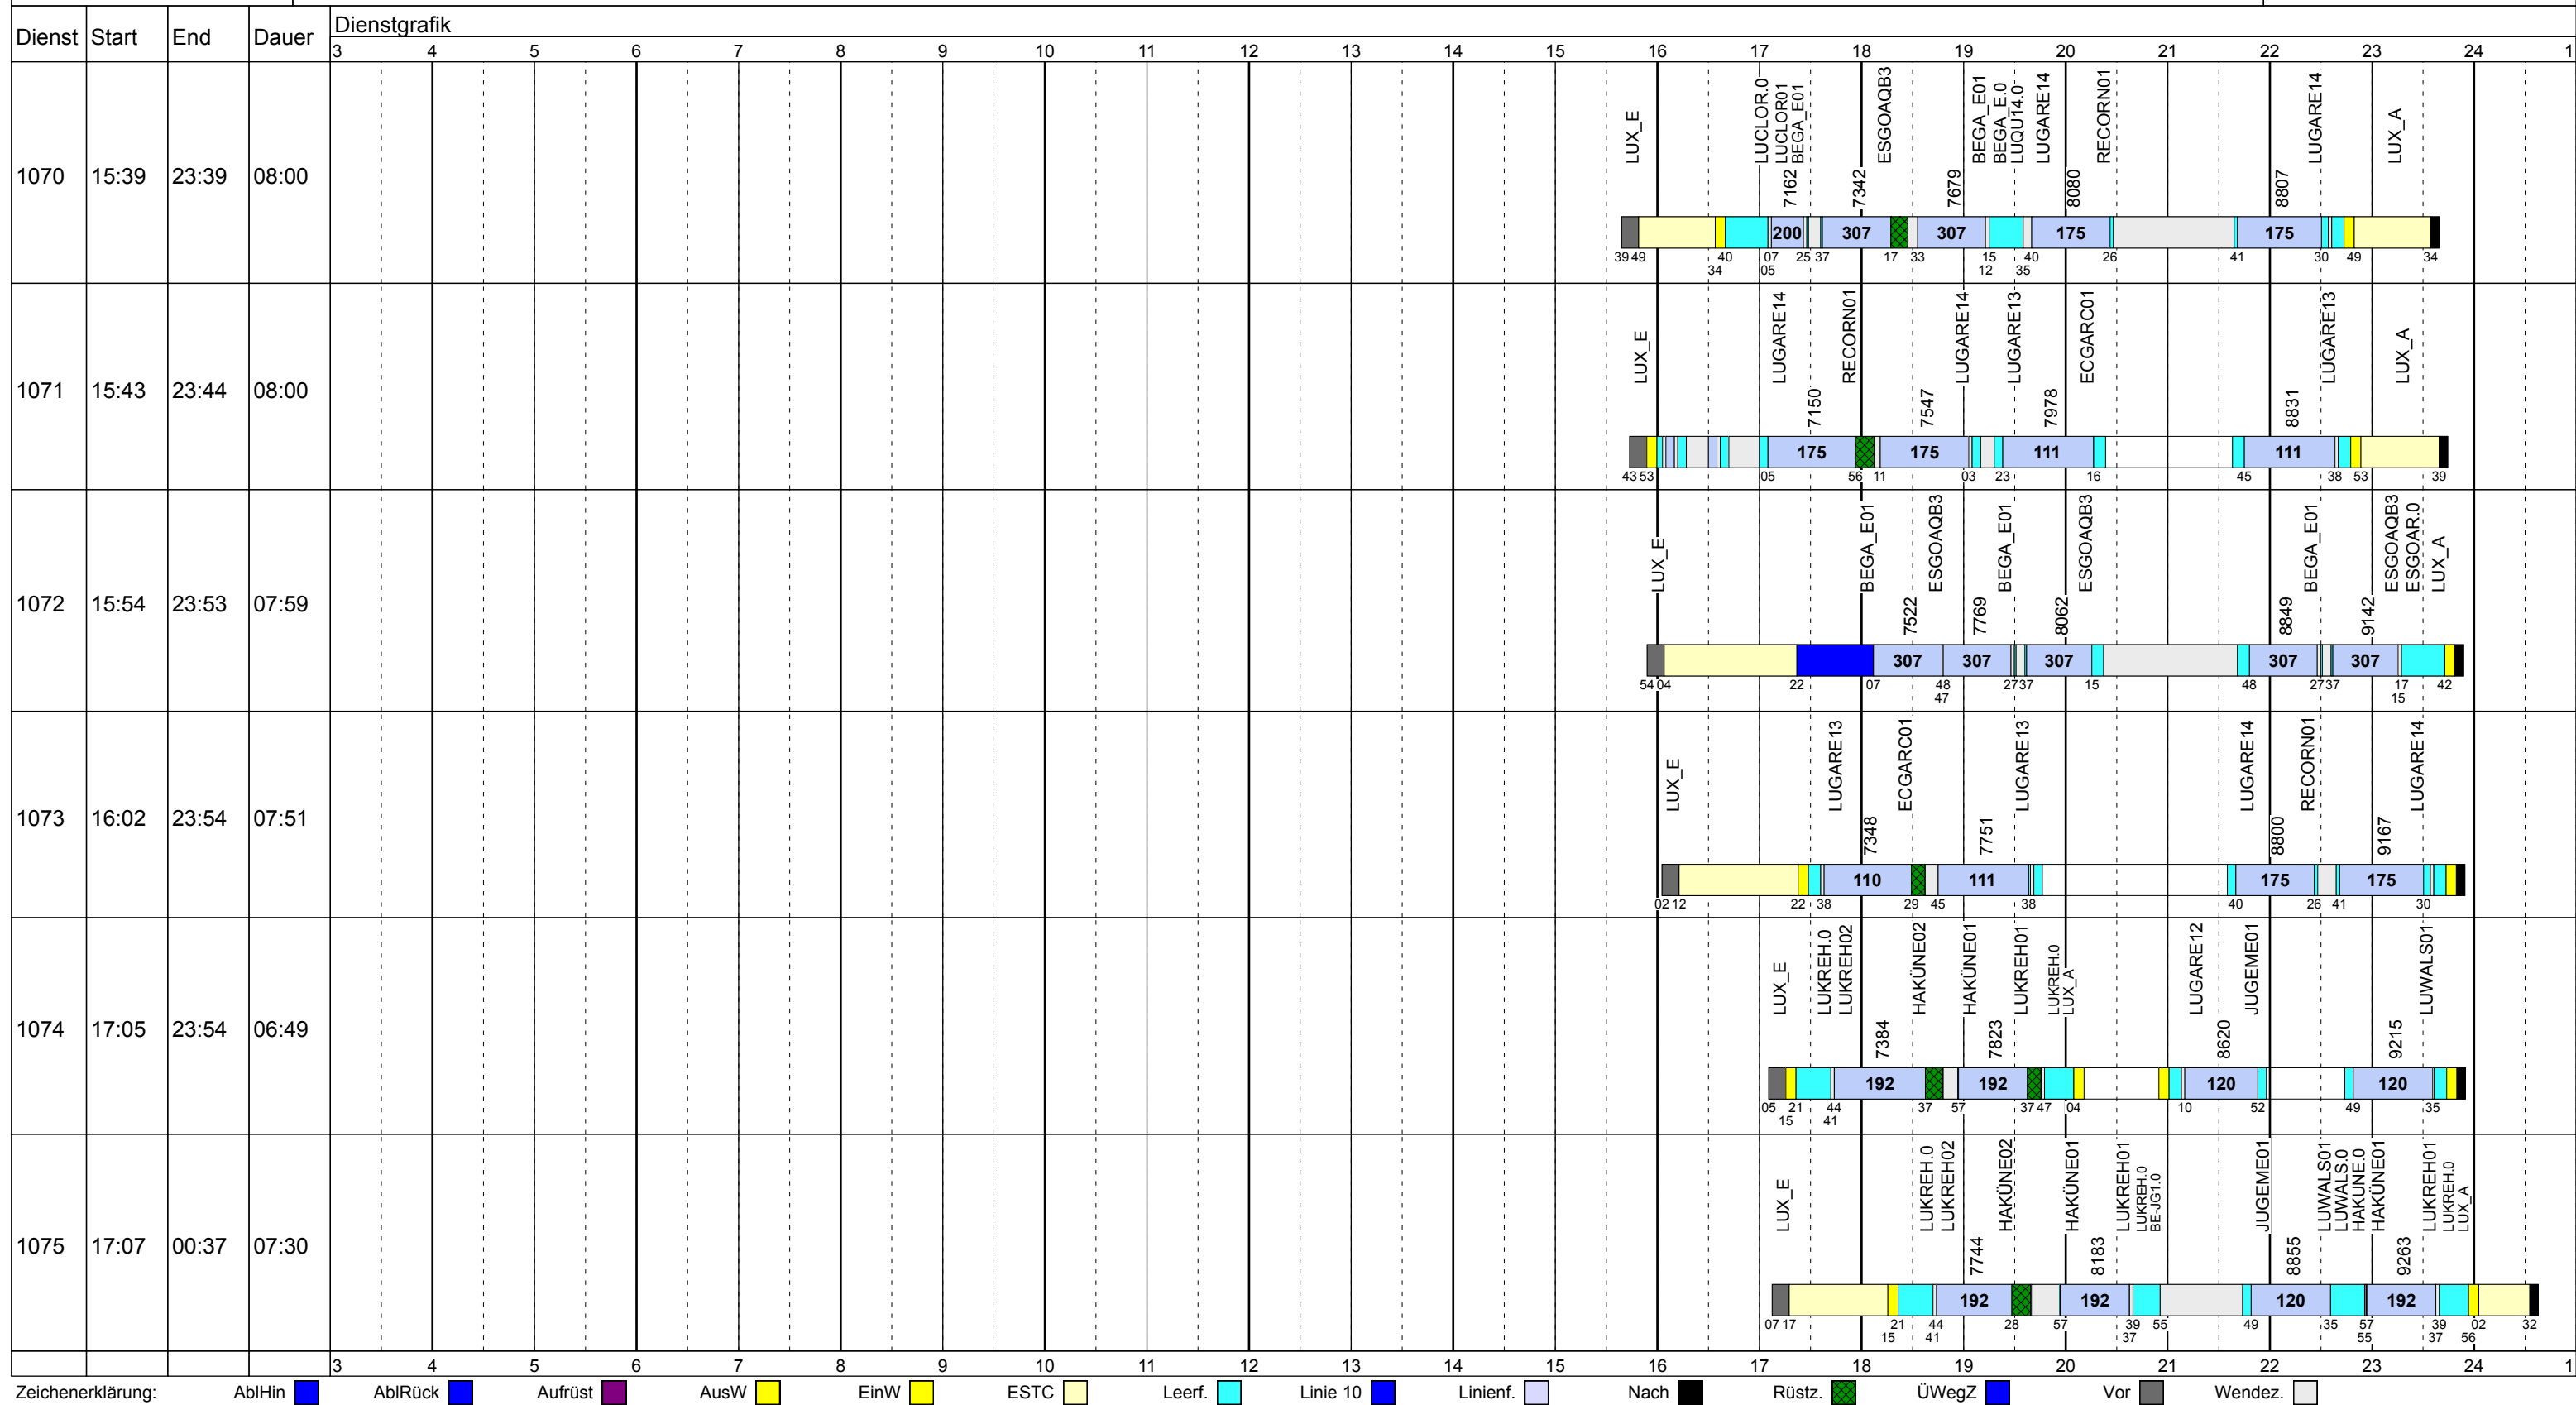 Dienst Start End Dauer Dienstgrafik
3 4 5 6 7 8 9 10 11 12 13 14 15 16 17 18 19 20 21 22 23 24 1
1070 15:39 23:39 08:00
LUX_E LUCLOR.0 LUCLOR01 BEGA_E01 ESGOAQB3 BEGA_E01 BEGA_E.0 LUQU14.0 LUGARE14 RECORN01 LUGARE14 LUX_A
7162 7342 7679 8080 8807
200 307 307 175 175
39 49 40 07 25 37 17 33 15 40 26 41 30 49 34
34 05 12 35
1071 15:43 23:44 08:00
LUX_E LUGARE14 RECORN01 LUGARE14 LUGARE13 ECGARC01 LUGARE13 LUX_A
7150 7547 7978 8831
175 175 111 111
43 53 05 56 11 03 23 16 45 38 53 39
1072 15:54 23:53 07:59
LUX_E BEGA_E01 ESGOAQB3 BEGA_E01 ESGOAQB3 BEGA_E01 ESGOAQB3 ESGOAR.0 LUX_A
7522 7769 8062 8849 9142
307 307 307 307 307
54 04 22 07 48 27 37 15 48 27 37 17 42
47 15
1073 16:02 23:54 07:51
LUX_E LUGARE13 ECGARC01 LUGARE13 LUGARE14 RECORN01 LUGARE14
7348 7751 8800 9167
110 111 175 175
02 12 22 38 29 45 38 40 26 41 30
1074 17:05 23:54 06:49
LUX_E LUKREH.0 LUKREH02 HAKÜNE02 HAKÜNE01 LUKREH01 LUKREH.0 LUX_A LUGARE12 JUGEME01 LUWALS01
7384 7823 8620 9215
192 192 120 120
05 21 44 37 57 37 47 04 10 52 49 35
15 41
1075 17:07 00:37 07:30
LUX_E LUKREH.0 LUKREH02 HAKÜNE02 HAKÜNE01 LUKREH01 LUKREH.0 BE-JG1.0 JUGEME01 LUWALS01 LUWALS.0 HAKÜNE.0 HAKÜNE01 LUKREH01 LUKREH.0 LUX_A
7744 8183 8855 9263
192 192 120 192
07 17 21 44 28 57 39 55 49 35 57 39 02 32
15 41 37 55 37 56
3 4 5 6 7 8 9 10 11 12 13 14 15 16 17 18 19 20 21 22 23 24 1
Zeichenerklärung: AblHin AblRück Aufrüst AusW EinW ESTC Leerf. Linie 10 Linienf. Nach Rüstz. ÜWegZ Vor Wendez.